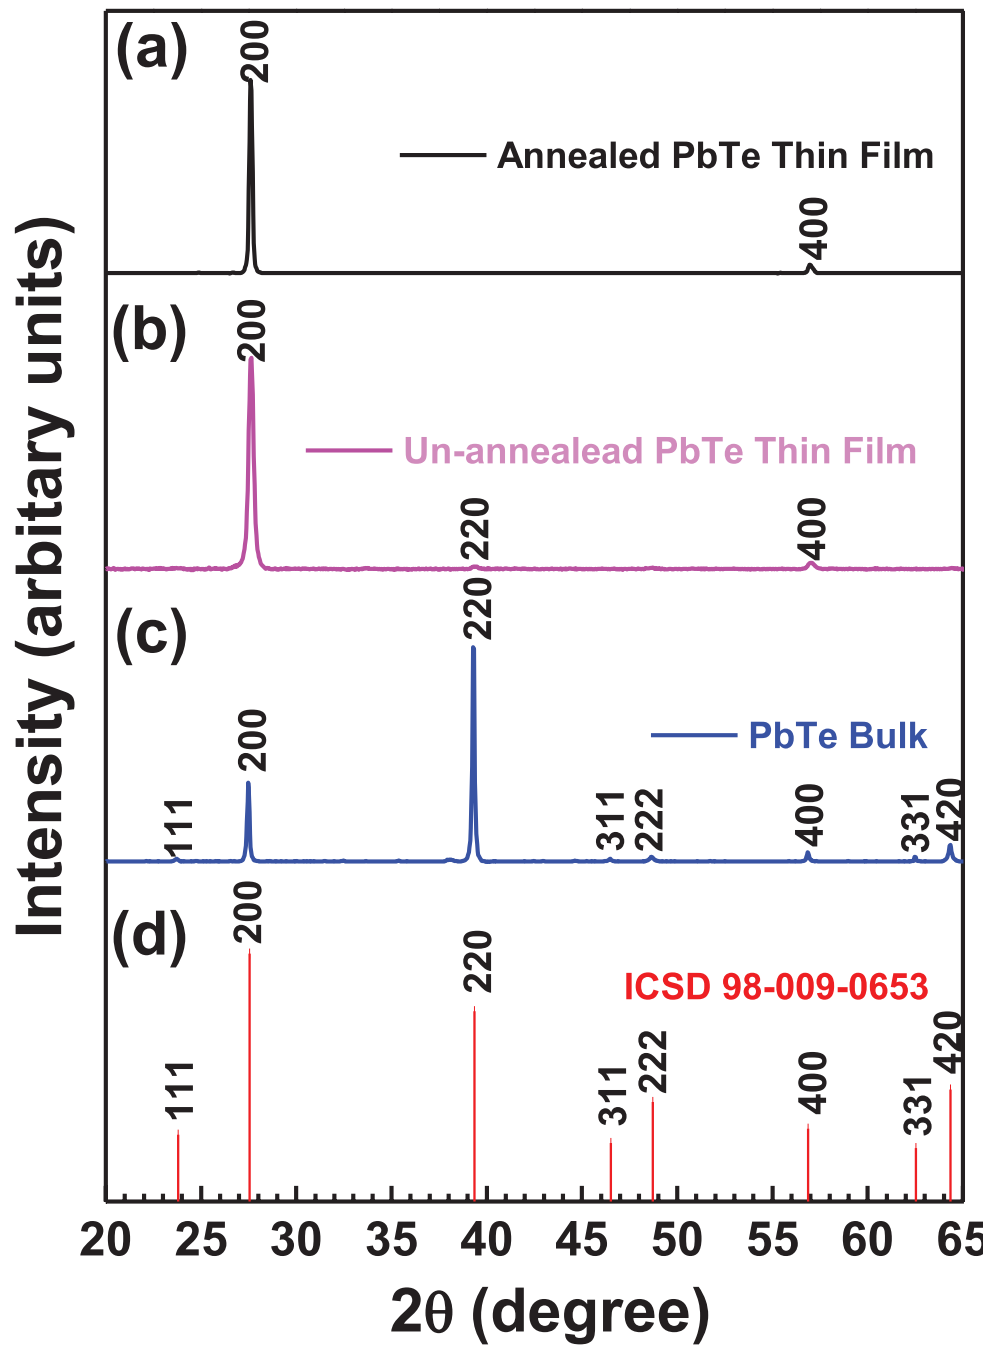 Intensity (arbitary units)
(a)
200
Annealed PbTe Thin Film
400
(b)
200
Un-annealead PbTe Thin Film
220
400
(c)
220
200
PbTe Bulk
111
311
222
400
331
420
(d)
200
220
ICSD 98-009-0653
111
311
222
400
331
420
20 25 30 35 40 45 50 55 60 65
2θ (degree)